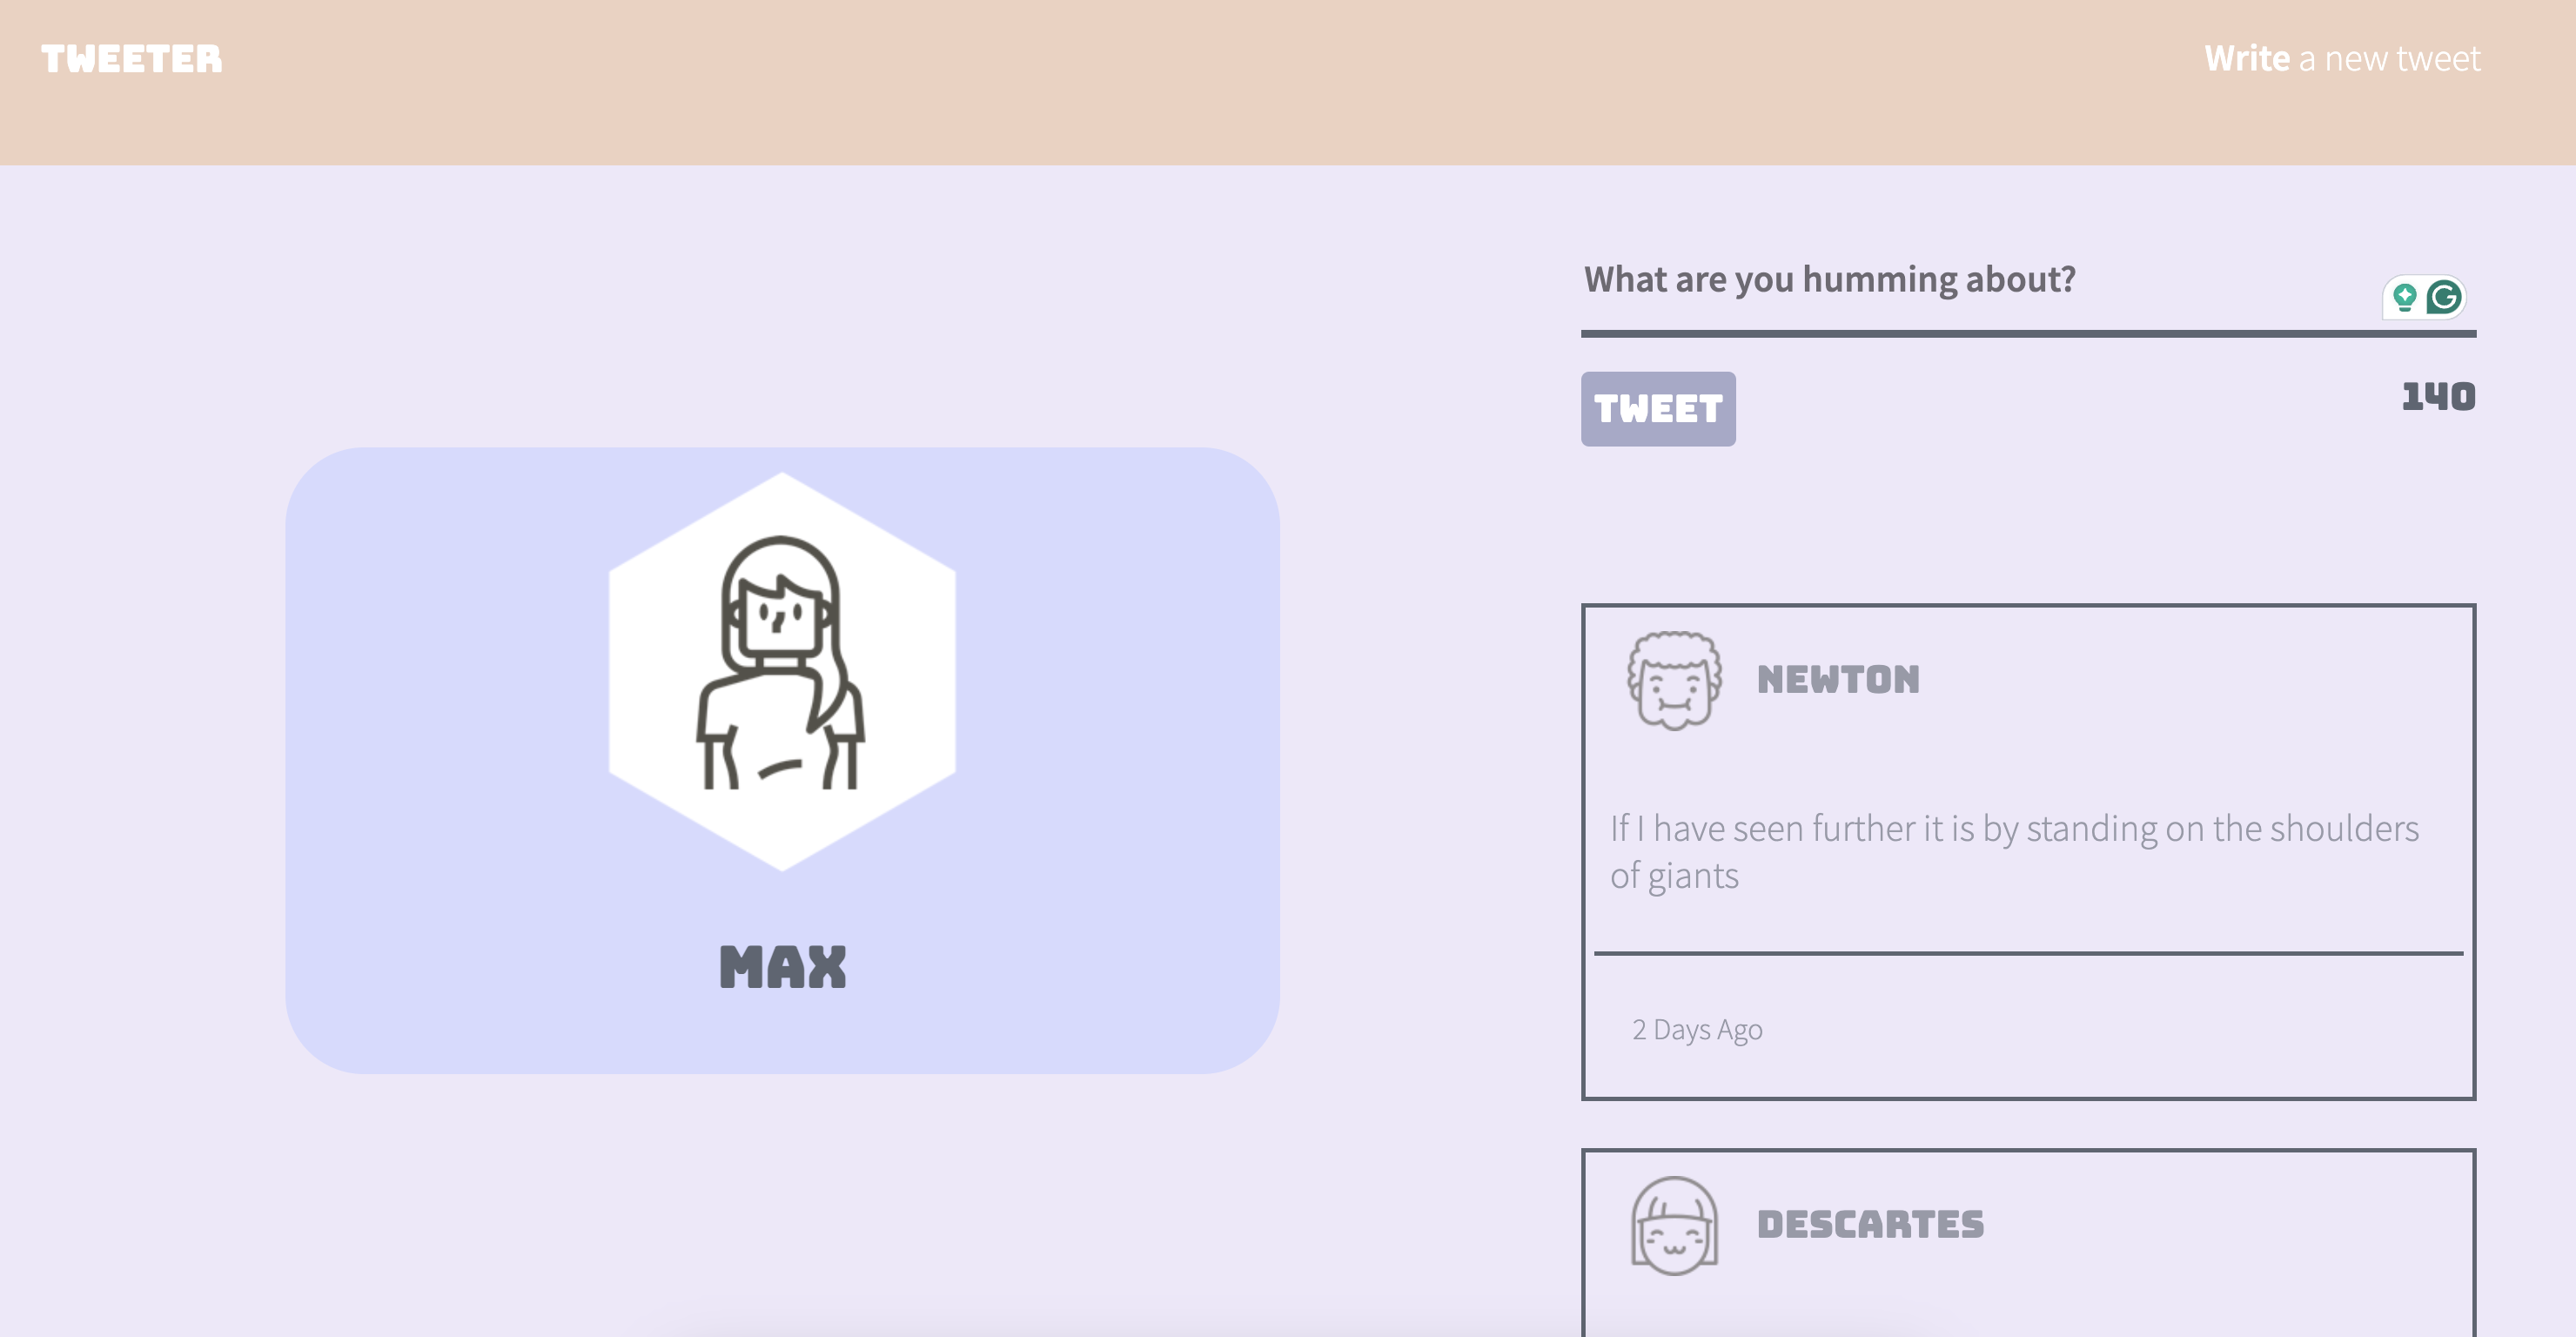 TWEETER
Write a new tweet
What are you humming about?
TWEET
140
MAX
NEWTON
If I have seen further it is by standing on the shoulders
of giants
2 Days Ago
DESCARTES